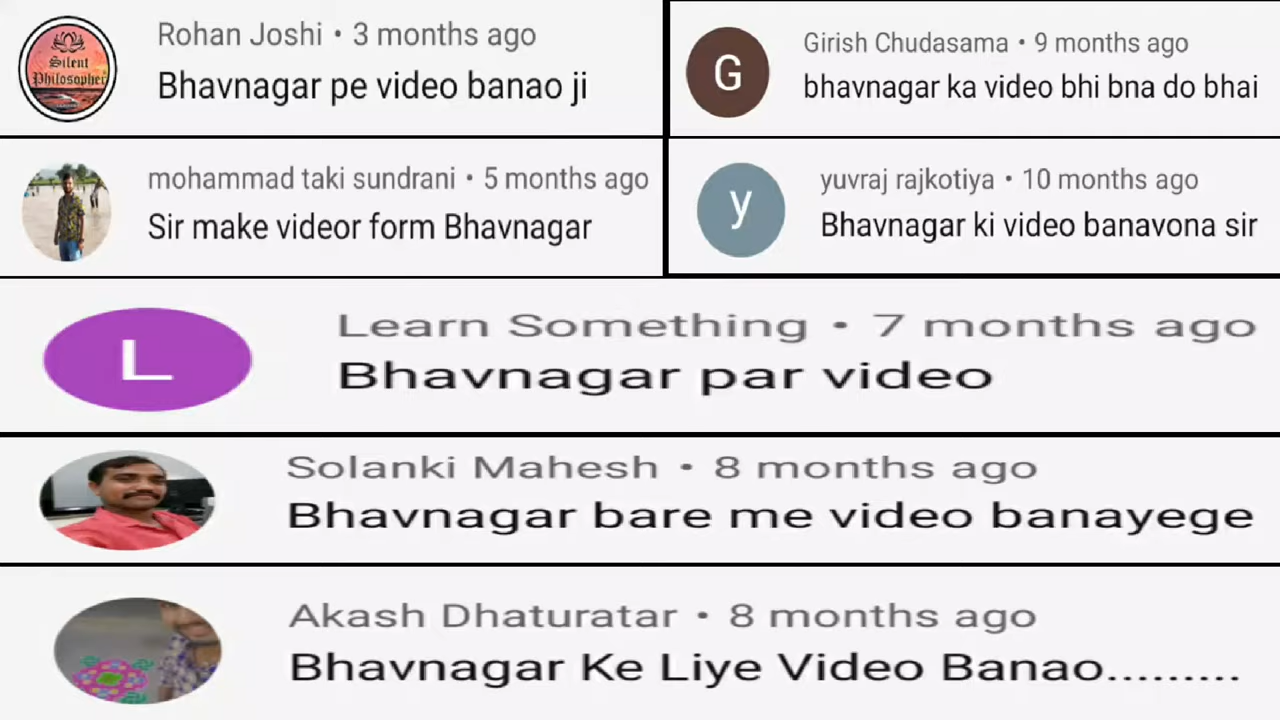 Silent
Philosopher
Rohan Joshi • 3 months ago
Bhavnagar pe video banao ji
G
Girish Chudasama • 9 months ago
bhavnagar ka video bhi bna do bhai
mohammad taki sundrani • 5 months ago
Sir make videor form Bhavnagar
y
yuvraj rajkotiya • 10 months ago
Bhavnagar ki video banavona sir
L
Learn Something • 7 months ago
Bhavnagar par video
Solanki Mahesh • 8 months ago
Bhavnagar bare me video banayege
Akash Dhaturatar • 8 months ago
Bhavnagar Ke Liye Video Banao.........